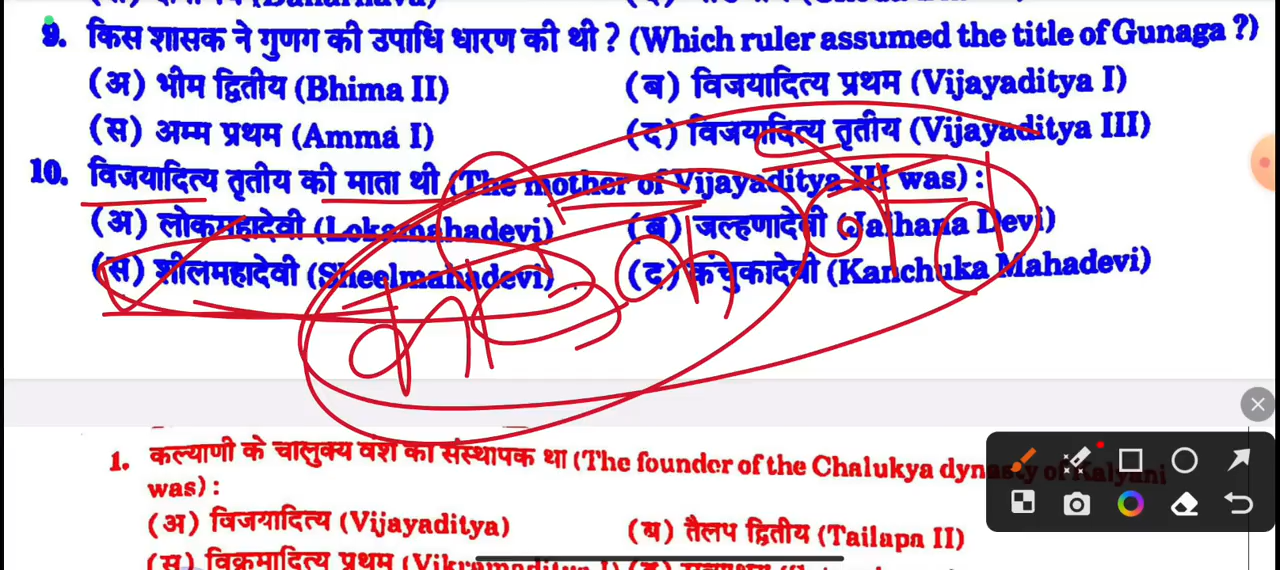 9. किस शासक ने गुणग की उपाधि धारण की थी ? (Which ruler assumed the title of Gunaga ?)
(अ) भीम द्वितीय (Bhima II) (ब) विजयादित्य प्रथम (Vijayaditya I)
(स) अम्म प्रथम (Amma I) (द) विजयादित्य तृतीय (Vijayaditya III)
10. विजयादित्य तृतीय की माता थी (The mother of Vijayaditya III was) :
(अ) लोकमहादेवी (Lokamahadevi) (ब) जल्हणादेवी (Jalhana Devi)
(स) शीलमहादेवी (Sheelmahadevi) (द) कंचुकादेवी (Kanchuka Mahadevi)
1. कल्याणी के चालुक्य वंश का संस्थापक था (The founder of the Chalukya dynasty of Kalyani
was) :
(अ) विजयादित्य (Vijayaditya) (ब) तैलप द्वितीय (Tailapa II)
(स) विक्रमादित्य प्रथम